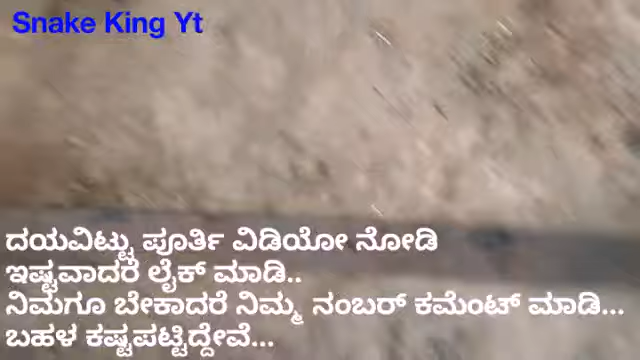 Snake King Yt
ದಯವಿಟ್ಟು ಪೂರ್ತಿ ವಿಡಿಯೋ ನೋಡಿ
ಇಷ್ಟವಾದರೆ ಲೈಕ್ ಮಾಡಿ..
ನಿಮಗೂ ಬೇಕಾದರೆ ನಿಮ್ಮ ನಂಬರ್ ಕಮೆಂಟ್ ಮಾಡಿ...
ಬಹಳ ಕಷ್ಟಪಟ್ಟಿದ್ದೇವೆ...